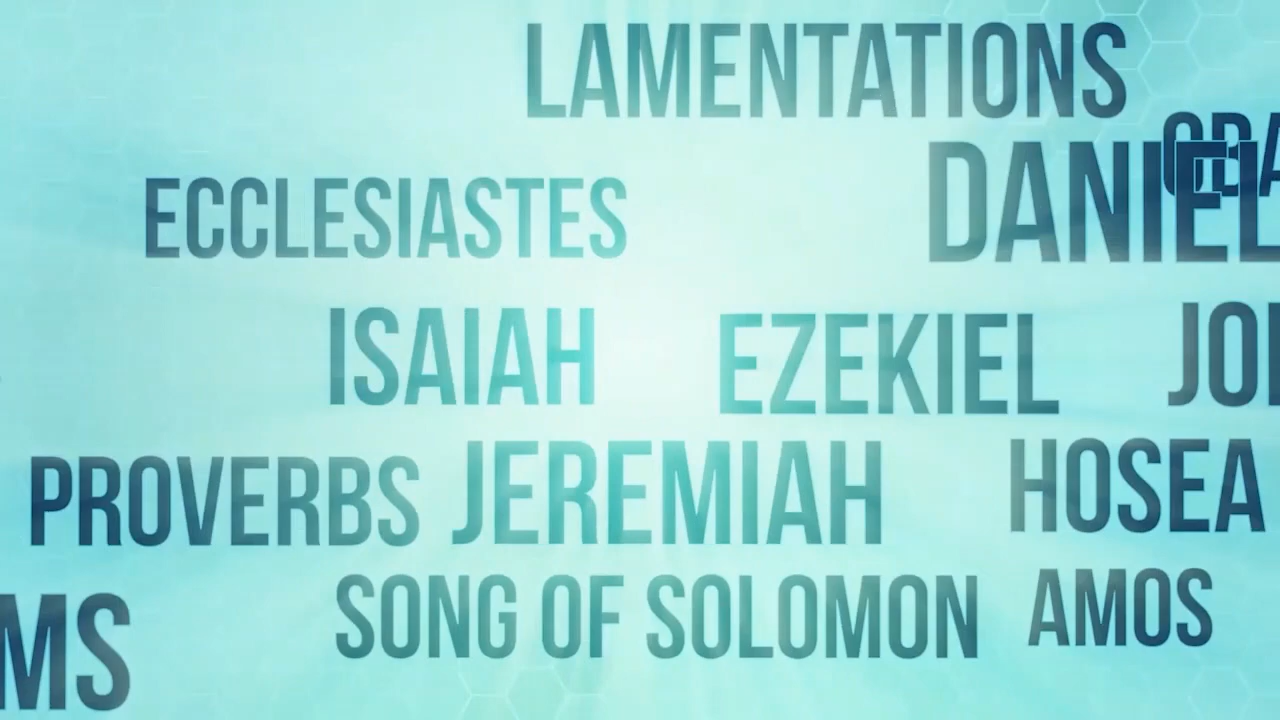 LAMENTATIONS
ECCLESIASTES
DANIEL
ISAIAH
EZEKIEL
PROVERBS
JEREMIAH
HOSEA
SONG OF SOLOMON
AMOS